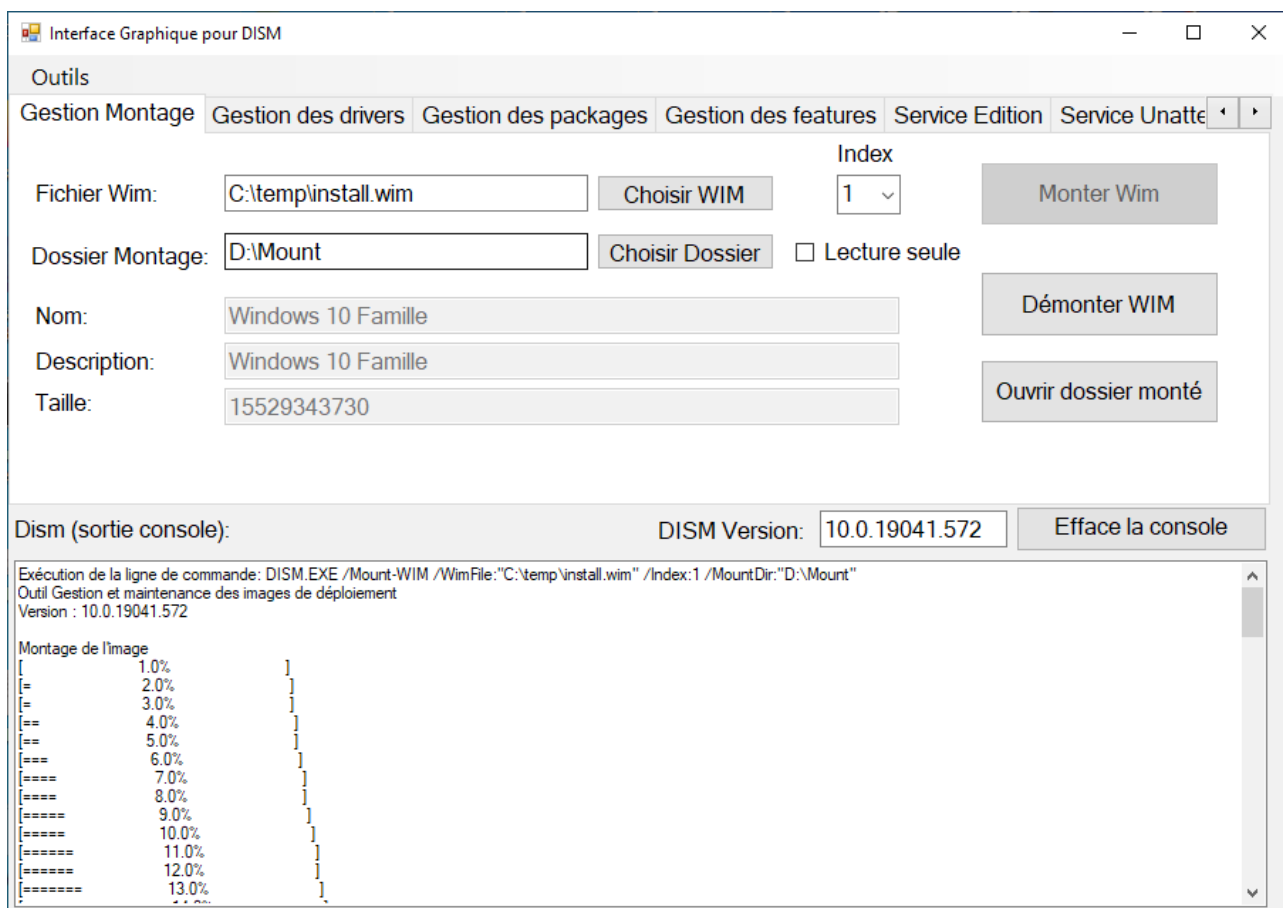 Interface Graphique pour DISM
Outils
Gestion Montage Gestion des drivers Gestion des packages Gestion des features Service Edition Service Unatte
Index
Fichier Wim: C:\temp\install.wim Choisir WIM 1 Monter Wim
Dossier Montage: D:\Mount Choisir Dossier Lecture seule
Démonter WIM
Nom: Windows 10 Famille
Description: Windows 10 Famille
Ouvrir dossier monté
Taille: 15529343730
Dism (sortie console): DISM Version: 10.0.19041.572 Efface la console
Exécution de la ligne de commande: DISM.EXE /Mount-WIM /WimFile:"C:\temp\install.wim" /Index:1 /MountDir:"D:\Mount"
Outil Gestion et maintenance des images de déploiement
Version : 10.0.19041.572
Montage de l'image
[ 1.0% ]
[= 2.0% ]
[= 3.0% ]
[== 4.0% ]
[== 5.0% ]
[=== 6.0% ]
[==== 7.0% ]
[==== 8.0% ]
[===== 9.0% ]
[===== 10.0% ]
[====== 11.0% ]
[====== 12.0% ]
[======= 13.0% ]